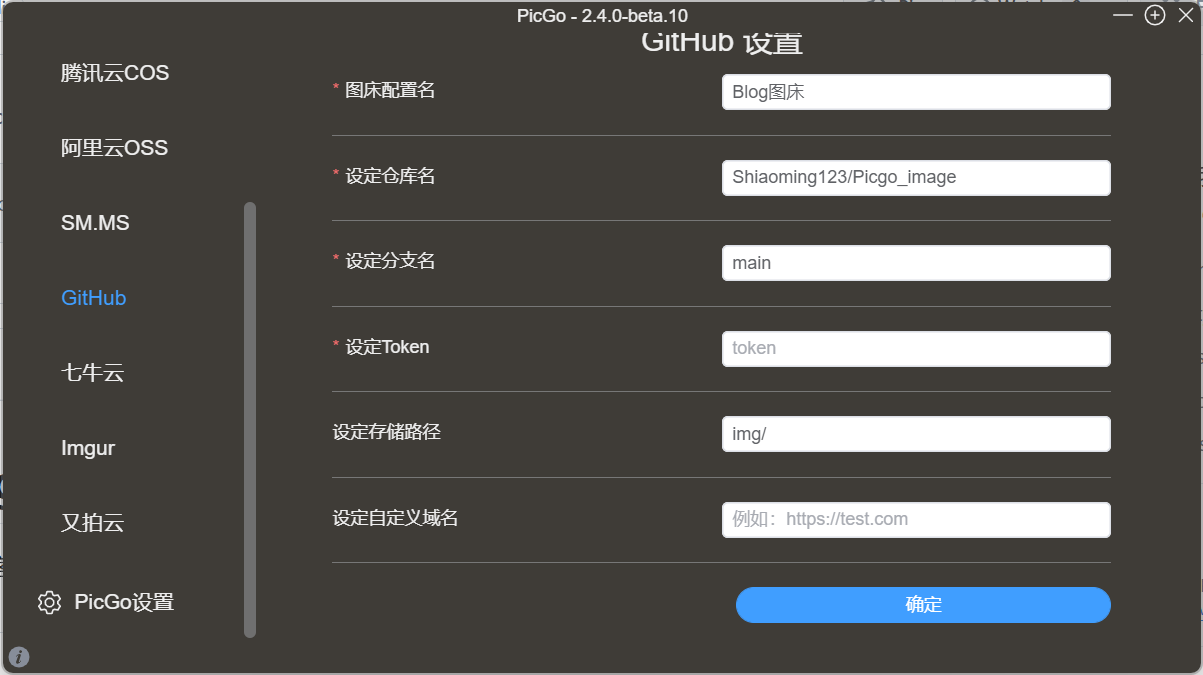 PicGo - 2.4.0-beta.10
腾讯云COS
阿里云OSS
SM.MS
GitHub
七牛云
Imgur
又拍云
PicGo设置
GitHub 设置
* 图床配置名
Blog图床
* 设定仓库名
Shiaoming123/Picgo_image
* 设定分支名
main
* 设定Token
token
设定存储路径
img/
设定自定义域名
例如：https://test.com
确定